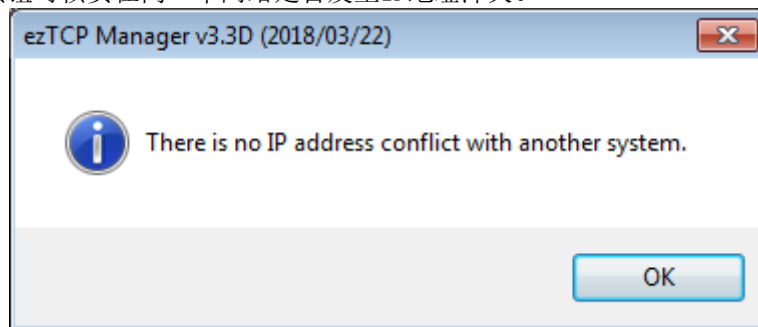 ezTCP Manager v3.3D (2018/03/22)
There is no IP address conflict with another system.
OK